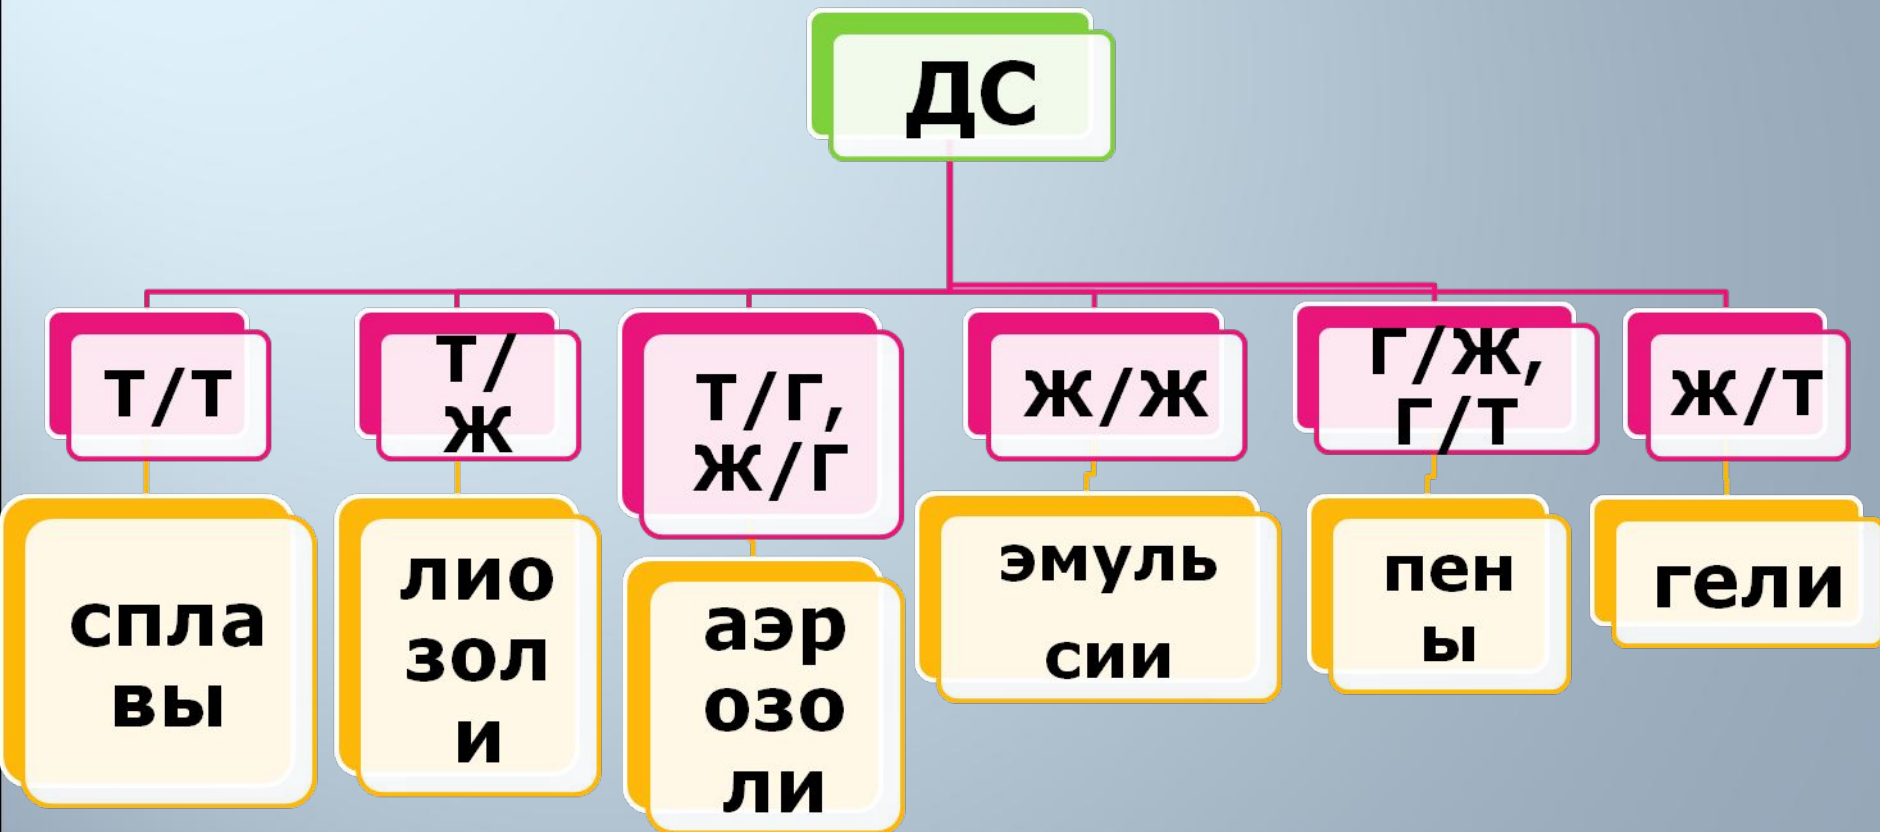 ДС
Т/Т
Т/
Ж
Т/Г,
Ж/Г
Ж/Ж
Г/Ж,
Г/Т
Ж/Т
спла
вы
лио
зол
и
аэр
озо
ли
эмуль
сии
пен
ы
гели